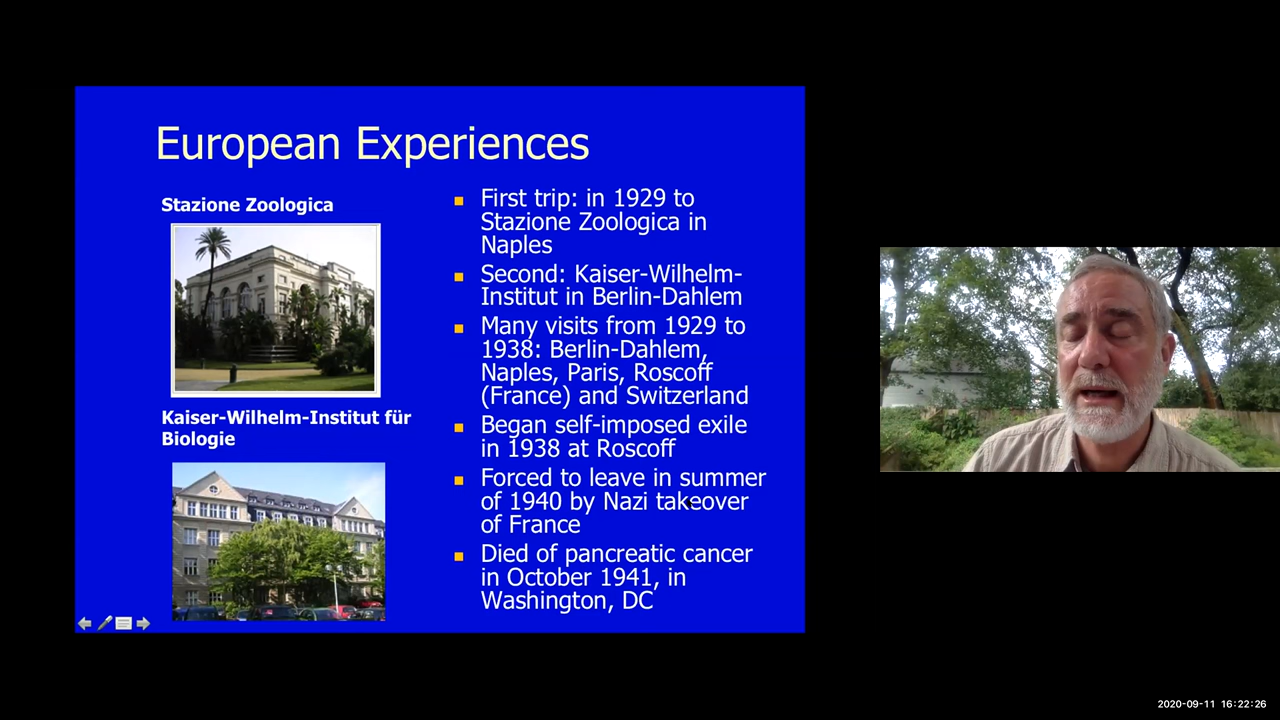 European Experiences
Stazione Zoologica
Kaiser-Wilhelm-Institut für
Biologie
First trip: in 1929 to
Stazione Zoologica in
Naples
Second: Kaiser-Wilhelm-
Institut in Berlin-Dahlem
Many visits from 1929 to
1938: Berlin-Dahlem,
Naples, Paris, Roscoff
(France) and Switzerland
Began self-imposed exile
in 1938 at Roscoff
Forced to leave in summer
of 1940 by Nazi takeover
of France
Died of pancreatic cancer
in October 1941, in
Washington, DC
2020-09-11 16:22:26